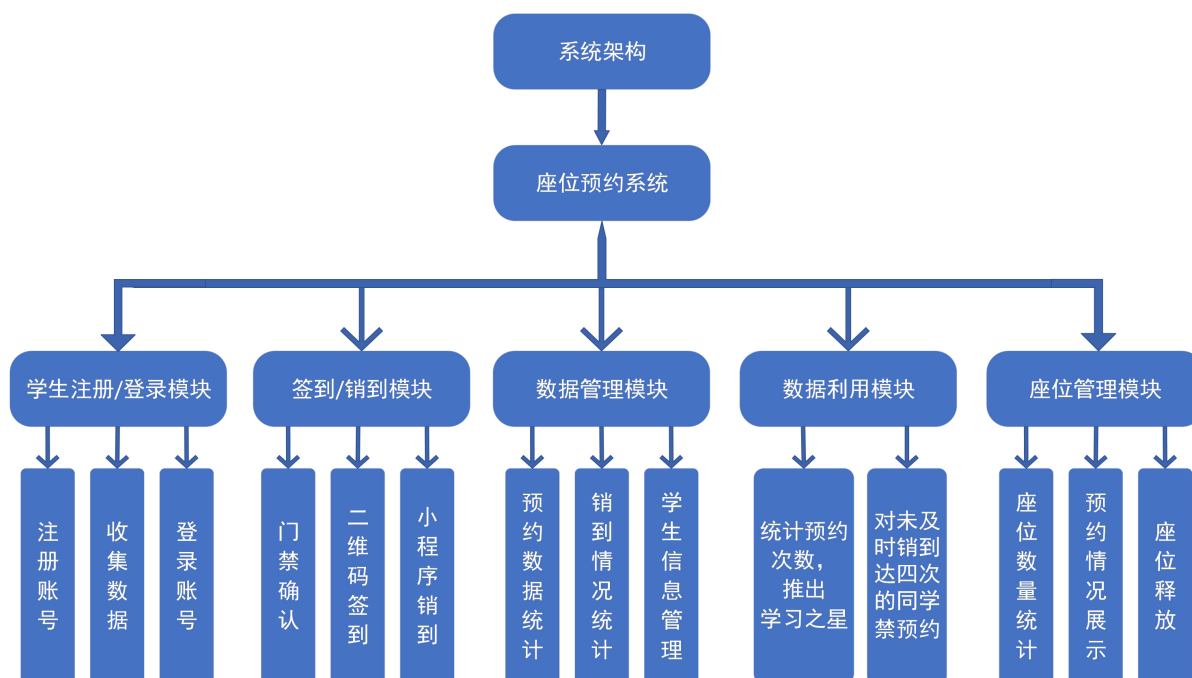 系统架构
座位预约系统
学生注册/登录模块
签到/销到模块
数据管理模块
数据利用模块
座位管理模块
注册账号
收集数据
登录账号
门禁确认
二维码签到
小程序销到
预约数据统计
销到情况统计
学生信息管理
统计预约
次数，
推出
学习之星
对未及
时销到
达四次
的同学
禁预约
座位数量统计
预约情况展示
座位释放